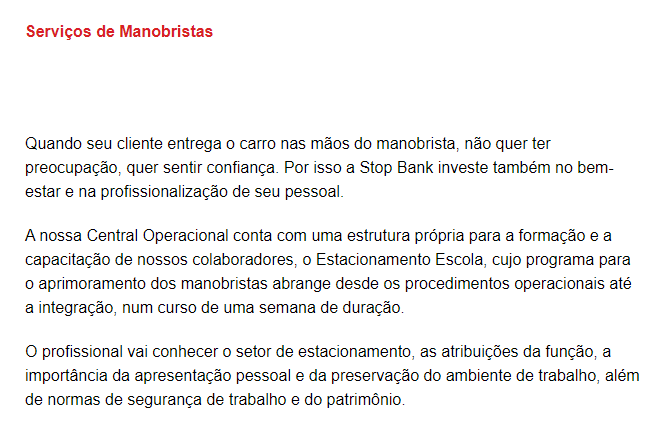 Serviços de Manobristas
Quando seu cliente entrega o carro nas mãos do manobrista, não quer ter
preocupação, quer sentir confiança. Por isso a Stop Bank investe também no bem-
estar e na profissionalização de seu pessoal.
A nossa Central Operacional conta com uma estrutura própria para a formação e a
capacitação de nossos colaboradores, o Estacionamento Escola, cujo programa para
o aprimoramento dos manobristas abrange desde os procedimentos operacionais até
a integração, num curso de uma semana de duração.
O profissional vai conhecer o setor de estacionamento, as atribuições da função, a
importância da apresentação pessoal e da preservação do ambiente de trabalho, além
de normas de segurança de trabalho e do patrimônio.